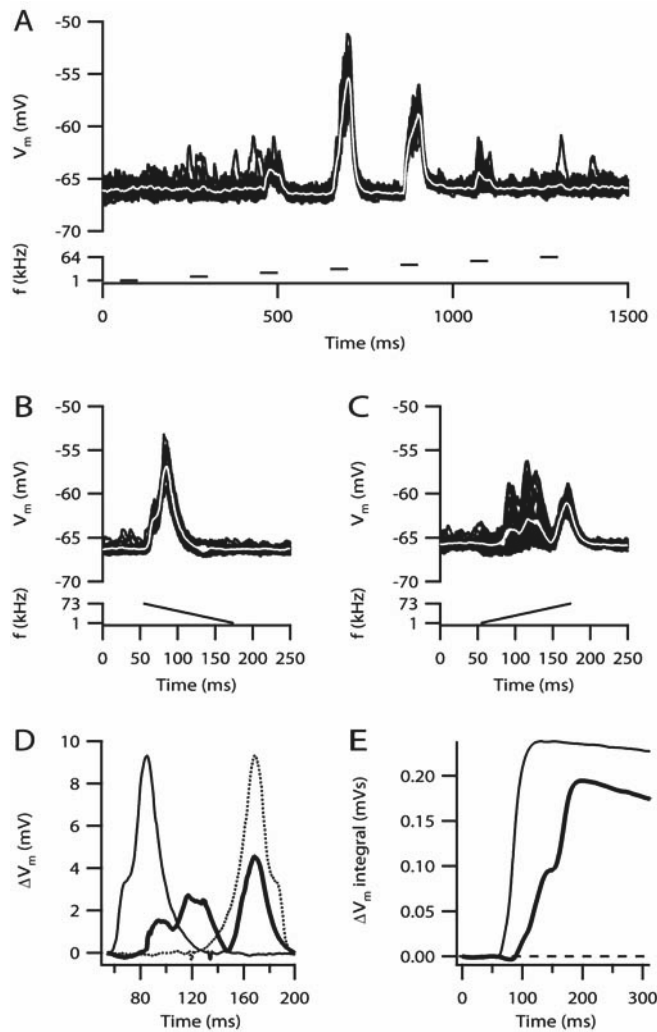 A
-50
-55
-60
-65
-70
Vm (mV)
64
1
f (kHz)
0 500 1000 1500
Time (ms)
B
-50
-55
-60
-65
-70
Vm (mV)
73
1
f (kHz)
0 50 100 150 200 250
Time (ms)
C
-50
-55
-60
-65
-70
Vm (mV)
73
1
f (kHz)
0 50 100 150 200 250
Time (ms)
D
10
8
6
4
2
0
ΔVm (mV)
80 120 160 200
Time (ms)
E
0.20
0.15
0.10
0.05
0.00
ΔVm integral (mVs)
0 100 200 300
Time (ms)